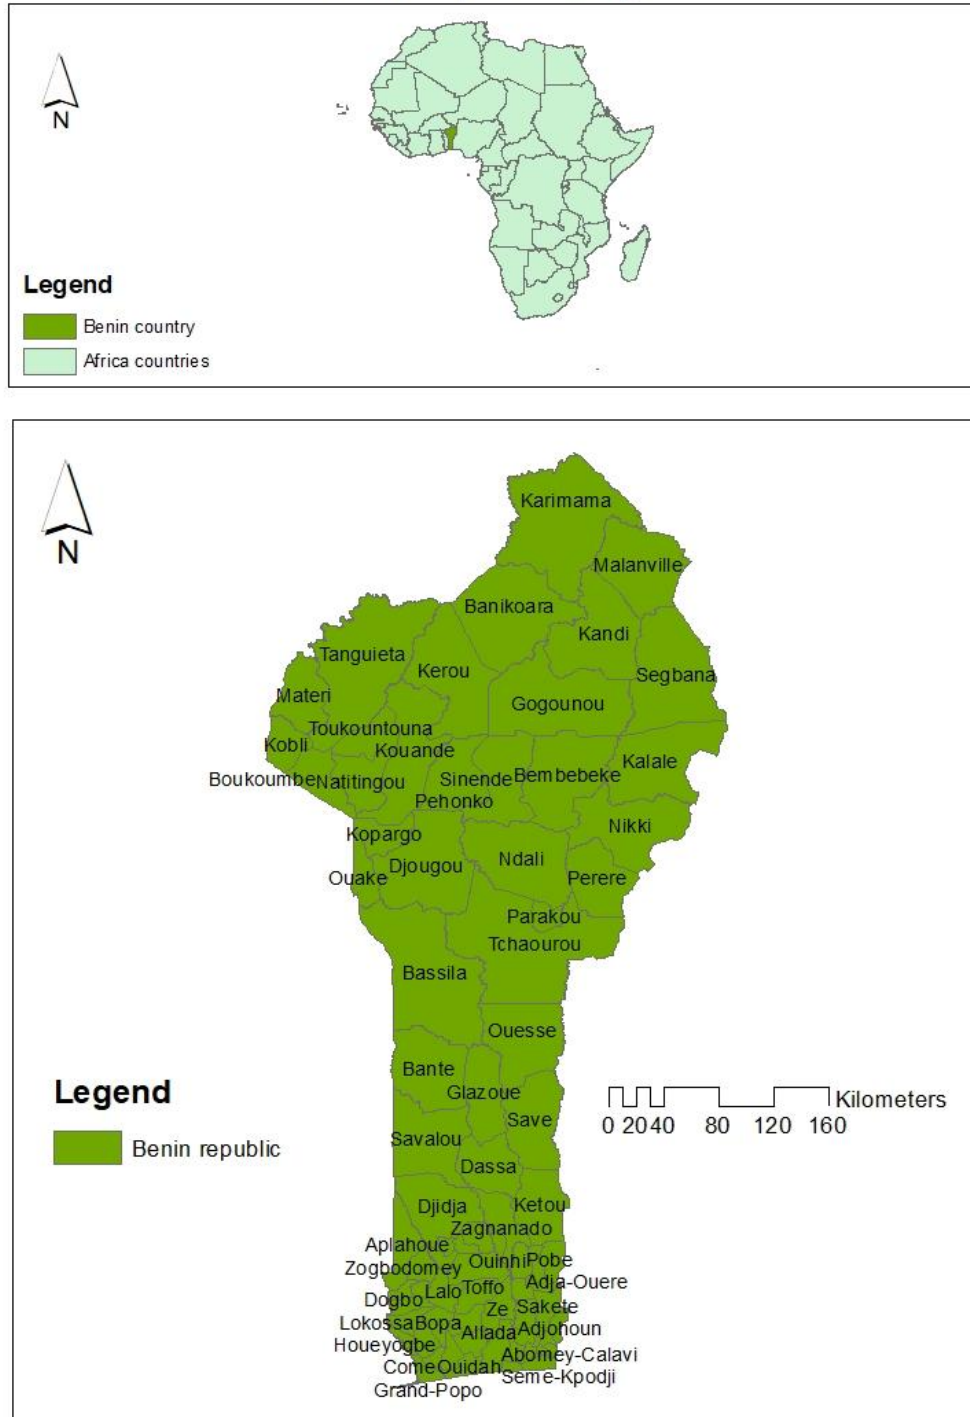 N
Legend
Benin country
Africa countries
N
Karimama
Malanville
Banikoara
Kandi
Tanguieta
Kerou
Segbana
Materi
Gogounou
Toukountouna
Kobli
Kouande
Kalale
Boukoumbe
Natitingou
Sinende
Bembebeke
Pehonko
Nikki
Kopargo
Djougou
Ndali
Ouake
Perere
Parakou
Tchaourou
Bassila
Ouesse
Bante
Glazoue
Save
Savalou
Dassa
Djidja
Ketou
Zagnanado
Aplahoue
Zogbodomey
Ouinhi
Pobe
Adja-Ouere
Dogbo
Lalo
Toffo
Ze
Sakete
Lokossa
Bopa
Allada
Adjohoun
Houeyogbe
Abomey-Calavi
Come
Ouidah
Seme-Kpodji
Grand-Popo
Legend
Benin republic
Kilometers
0 20 40 80 120 160